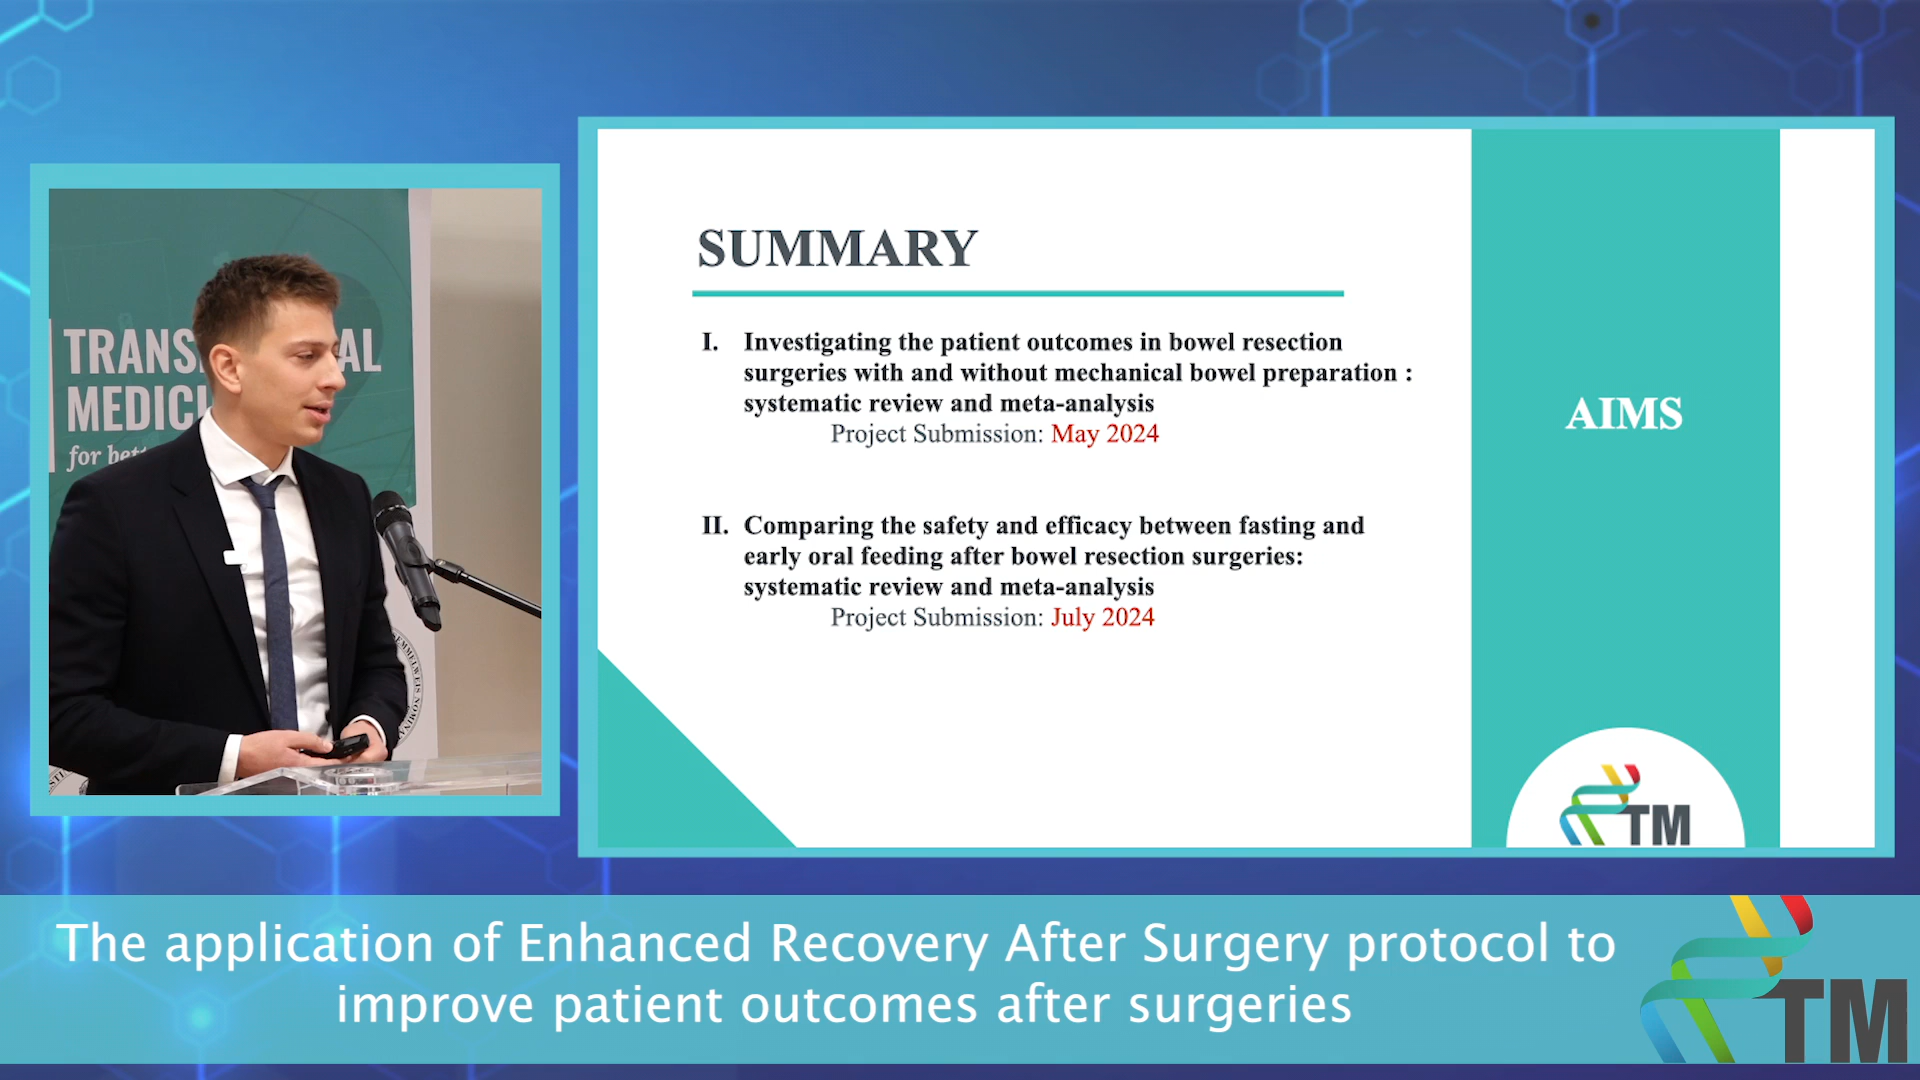 TRANS AL
MEDICI
for bet
EMMELWEIS NOMINA
SUMMARY
I. Investigating the patient outcomes in bowel resection
surgeries with and without mechanical bowel preparation :
systematic review and meta-analysis
Project Submission: May 2024
II. Comparing the safety and efficacy between fasting and
early oral feeding after bowel resection surgeries:
systematic review and meta-analysis
Project Submission: July 2024
AIMS
TM
The application of Enhanced Recovery After Surgery protocol to
improve patient outcomes after surgeries
TM